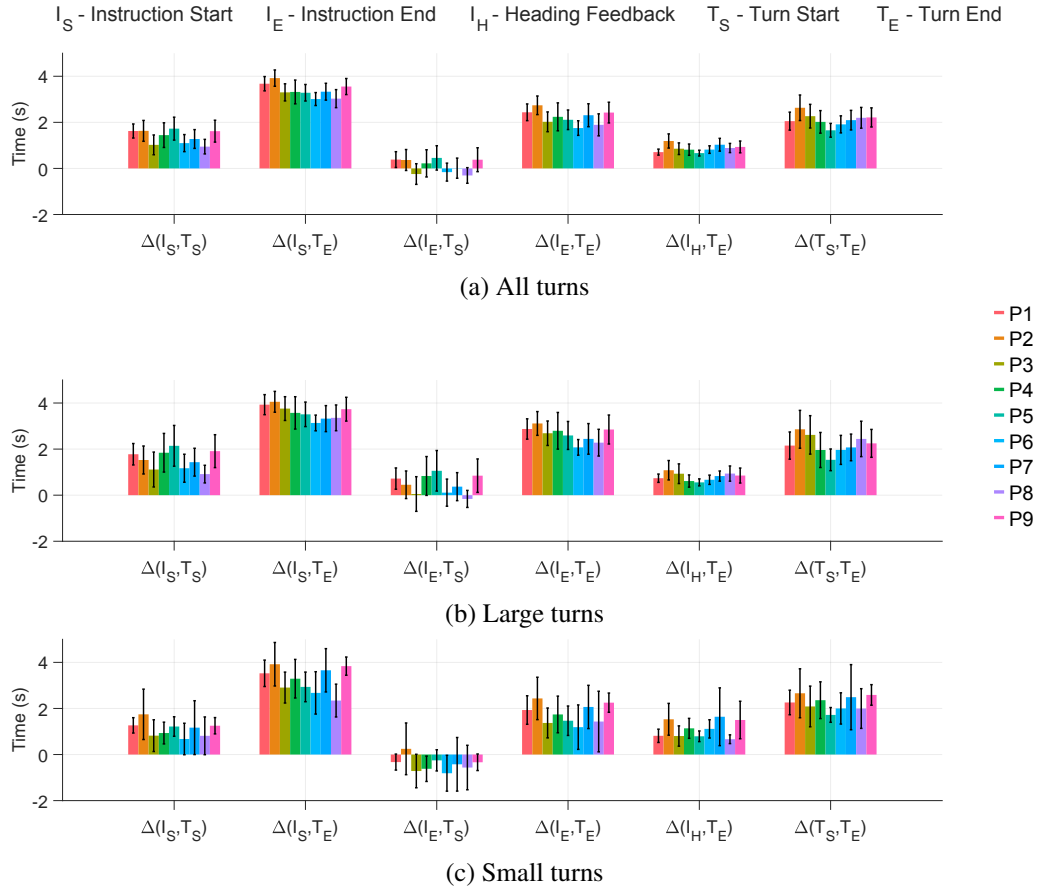 I_S - Instruction Start I_E - Instruction End I_H - Heading Feedback T_S - Turn Start T_E - Turn End
Time (s)
4
2
0
-2
Δ(I_S,T_S) Δ(I_S,T_E) Δ(I_E,T_S) Δ(I_E,T_E) Δ(I_H,T_E) Δ(T_S,T_E)
(a) All turns
P1
P2
P3
P4
P5
P6
P7
P8
P9
Time (s)
4
2
0
-2
Δ(I_S,T_S) Δ(I_S,T_E) Δ(I_E,T_S) Δ(I_E,T_E) Δ(I_H,T_E) Δ(T_S,T_E)
(b) Large turns
Time (s)
4
2
0
-2
Δ(I_S,T_S) Δ(I_S,T_E) Δ(I_E,T_S) Δ(I_E,T_E) Δ(I_H,T_E) Δ(T_S,T_E)
(c) Small turns